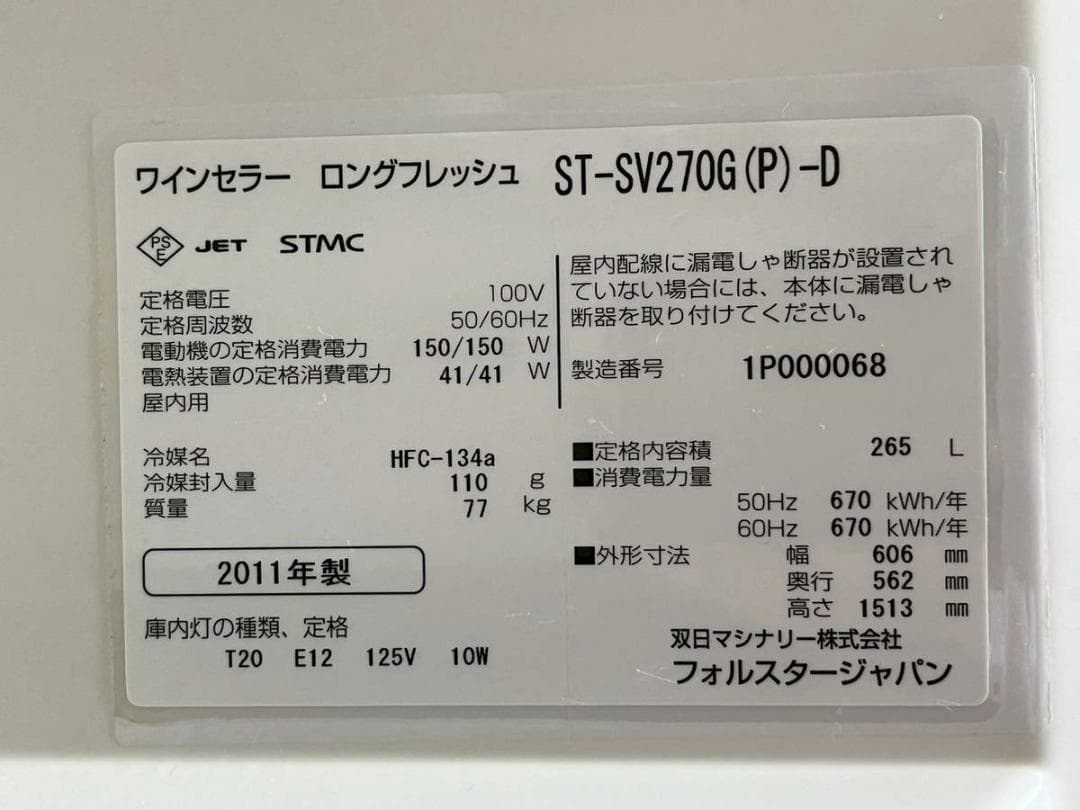 ワインセラー ロングフレッシュ ST-SV270G(P)-D
PS E JET STMC
定格電圧 100V
定格周波数 50/60Hz
電動機の定格消費電力 150/150 W
電熱装置の定格消費電力 41/41 W
屋内用
屋内配線に漏電しゃ断器が設置され
ていない場合には、本体に漏電しゃ
断器を取り付けてください。
製造番号 1P000068
冷媒名 HFC-134a
冷媒封入量 110 g
質量 77 kg
2011年製
庫内灯の種類、定格
T20 E12 125V 10W
■定格内容積 265 L
■消費電力量
50Hz 670 kWh/年
60Hz 670 kWh/年
■外形寸法 幅 606 mm
奥行 562 mm
高さ 1513 mm
双日マシナリー株式会社
フォルスタージャパン